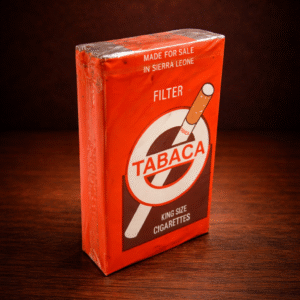 MADE FOR SALE
IN SIERRA LEONE
FILTER
TABACA
KING SIZE
CIGARETTES